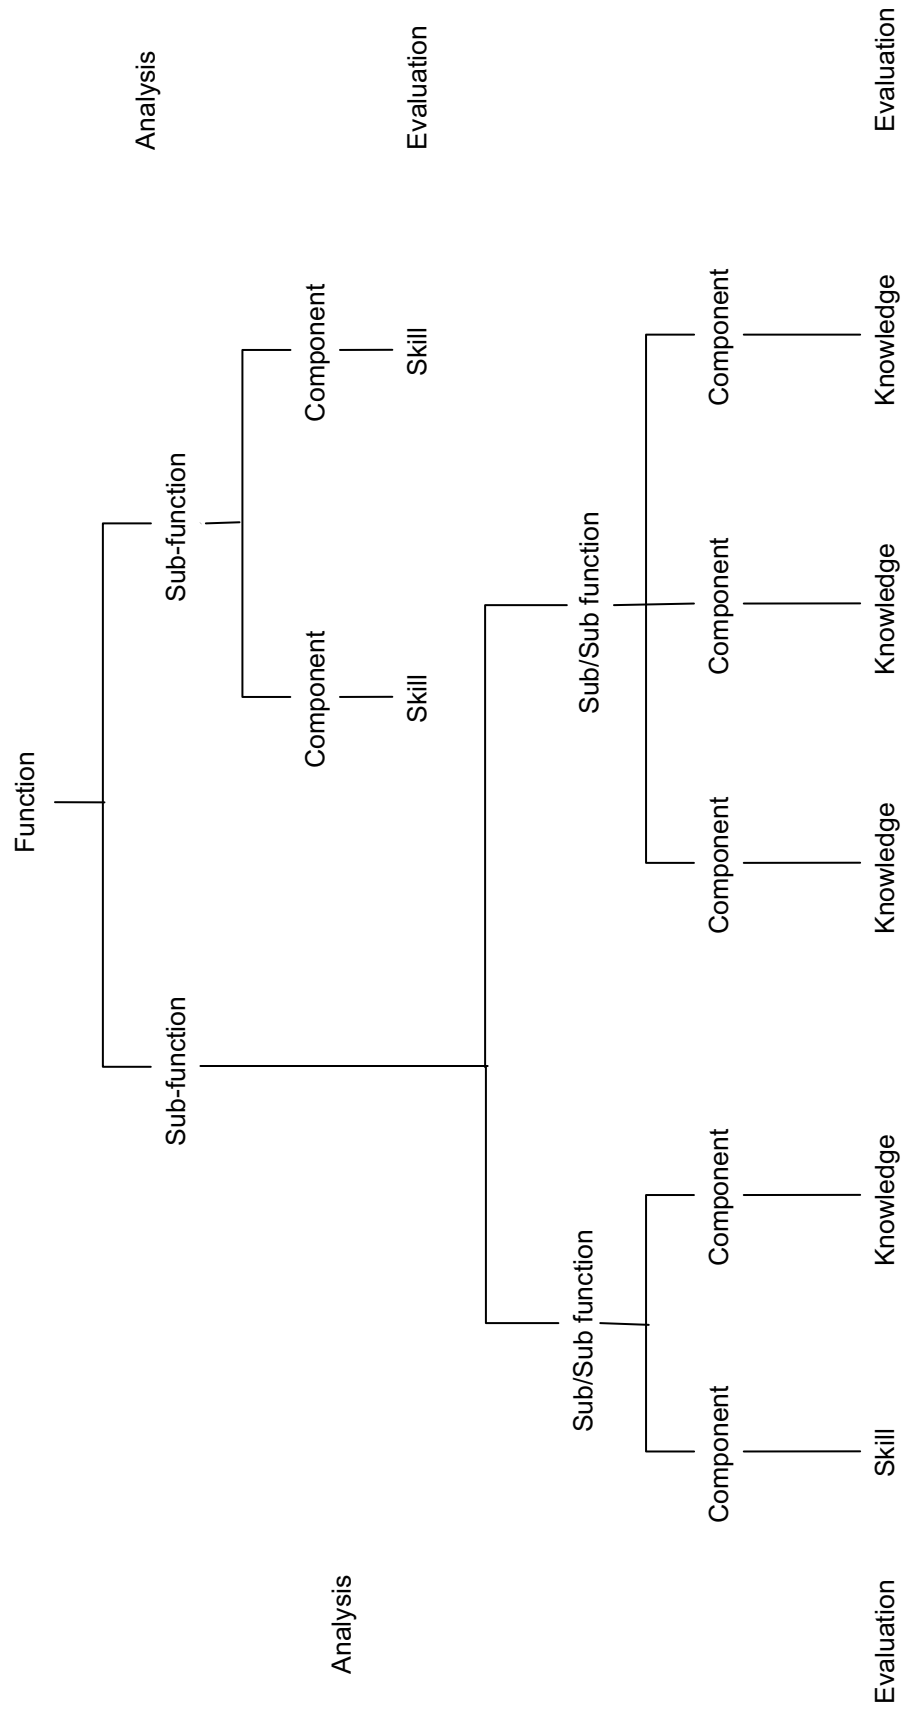 Function
Analysis
Sub-function
Sub-function
Component
Component
Analysis
Skill
Skill
Evaluation
Sub/Sub function
Sub/Sub function
Component
Component
Component
Component
Component
Evaluation
Skill
Knowledge
Knowledge
Knowledge
Knowledge
Evaluation